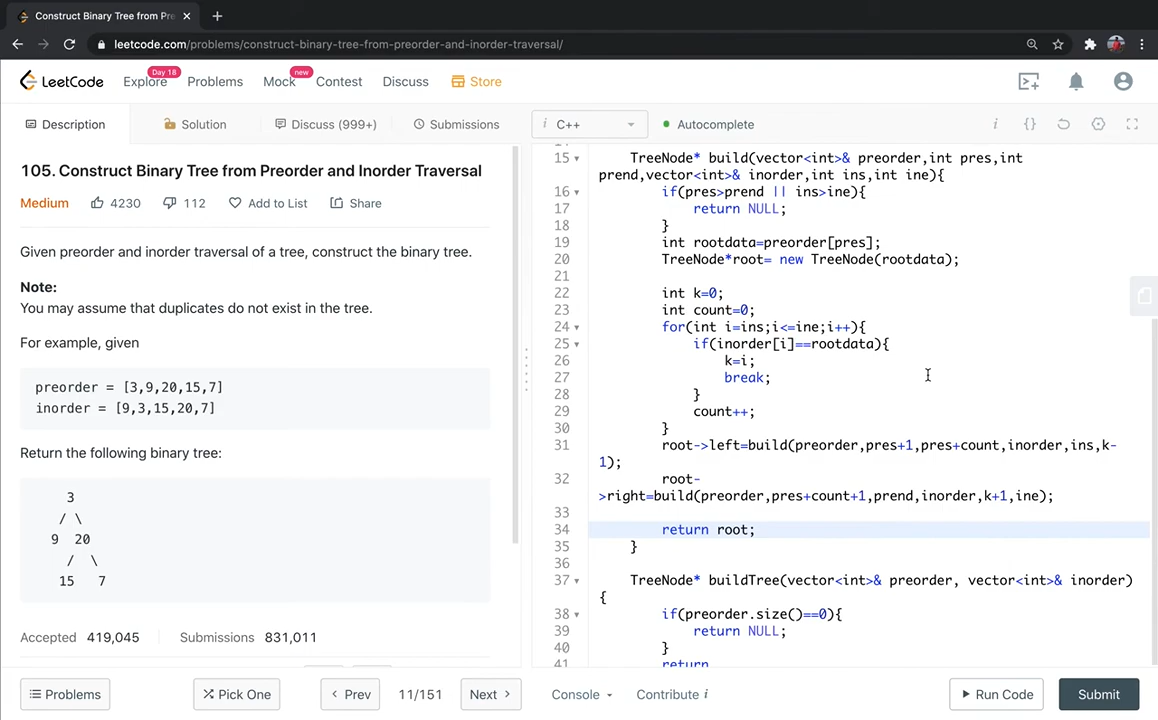 Construct Binary Tree from Pre
leetcode.com/problems/construct-binary-tree-from-preorder-and-inorder-traversal/
LeetCode Explore Day 18 Problems Mock new Contest Discuss Store
Description Solution Discuss (999+) Submissions i C++ Autocomplete i {}
105. Construct Binary Tree from Preorder and Inorder Traversal
Medium 4230 112 Add to List Share
Given preorder and inorder traversal of a tree, construct the binary tree.
Note:
You may assume that duplicates do not exist in the tree.
For example, given
preorder = [3,9,20,15,7]
inorder = [9,3,15,20,7]
Return the following binary tree:
3
/ \
9 20
/ \
15 7
Accepted 419,045 Submissions 831,011
15 TreeNode* build(vector<int>& preorder,int pres,int
prend,vector<int>& inorder,int ins,int ine){
16 if(pres>prend || ins>ine){
17 return NULL;
18 }
19 int rootdata=preorder[pres];
20 TreeNode*root= new TreeNode(rootdata);
21
22 int k=0;
23 int count=0;
24 for(int i=ins;i<=ine;i++){
25 if(inorder[i]==rootdata){
26 k=i;
27 break;
28 }
29 count++;
30 }
31 root->left=build(preorder,pres+1,pres+count,inorder,ins,k-
1);
32 root-
>right=build(preorder,pres+count+1,prend,inorder,k+1,ine);
33
34 return root;
35 }
36
37 TreeNode* buildTree(vector<int>& preorder, vector<int>& inorder)
{
38 if(preorder.size()==0){
39 return NULL;
40 }
41 return
Problems Pick One Prev 11/151 Next Console Contribute i Run Code Submit